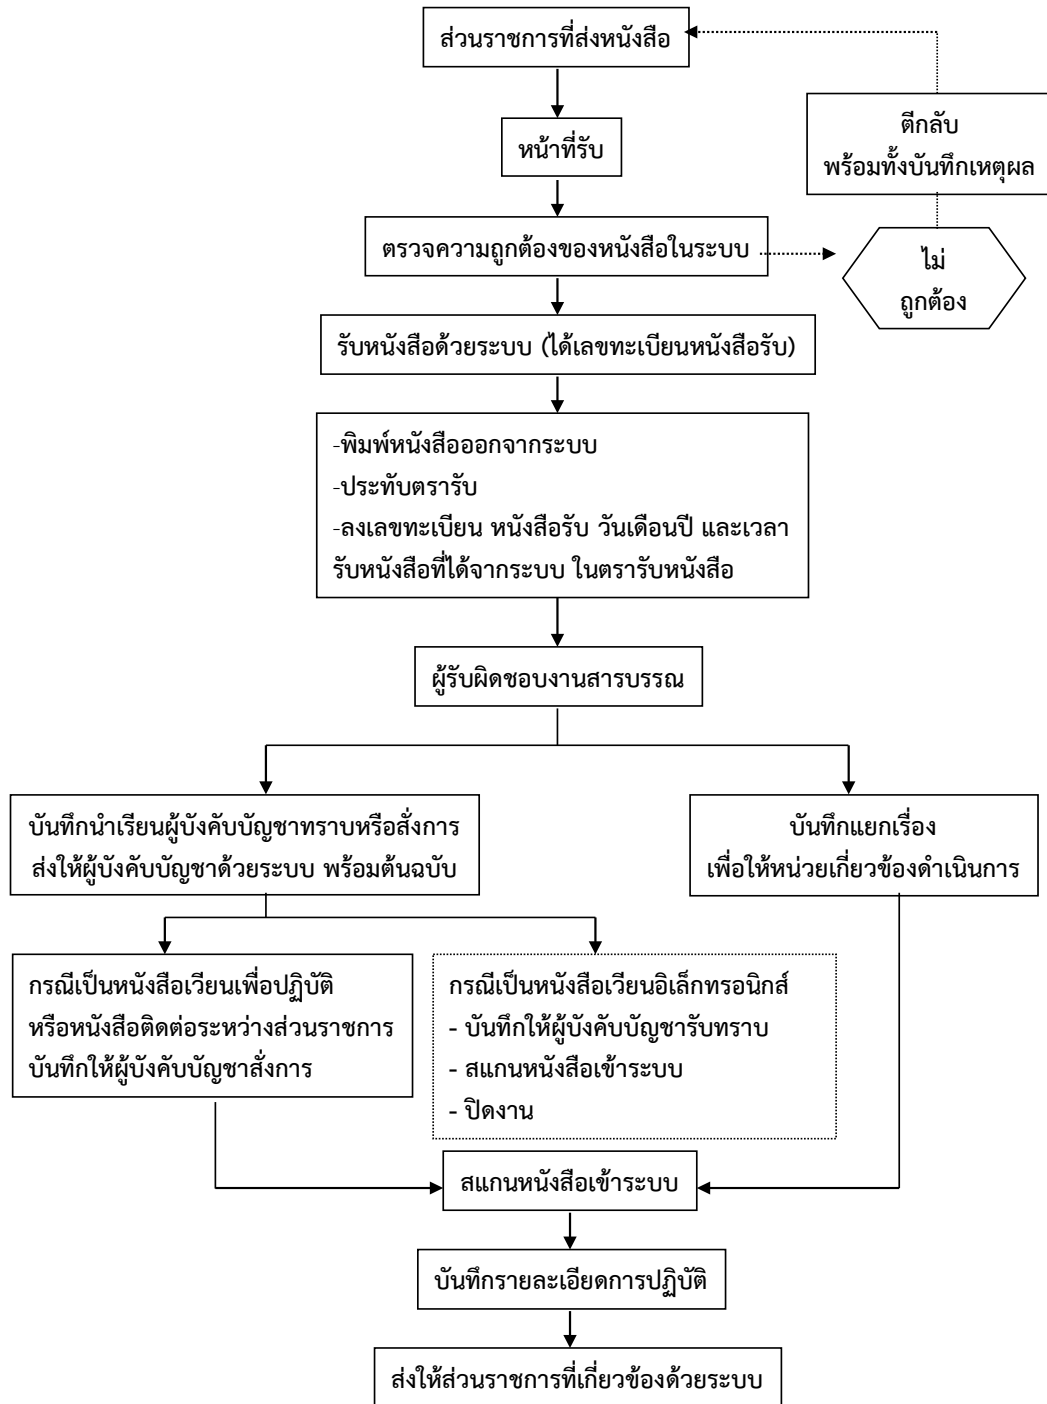 ส่วนราชการที่ส่งหนังสือ
ตีกลับ
พร้อมทั้งบันทึกเหตุผล
หน้าที่รับ
ตรวจความถูกต้องของหนังสือในระบบ
ไม่
ถูกต้อง
รับหนังสือด้วยระบบ (ได้เลขทะเบียนหนังสือรับ)
-พิมพ์หนังสือออกจากระบบ
-ประทับตรารับ
-ลงเลขทะเบียน หนังสือรับ วันเดือนปี และเวลา
รับหนังสือที่ได้จากระบบ ในตรารับหนังสือ
ผู้รับผิดชอบงานสารบรรณ
บันทึกนำเรียนผู้บังคับบัญชาทราบหรือสั่งการ
ส่งให้ผู้บังคับบัญชาด้วยระบบ พร้อมต้นฉบับ
บันทึกแยกเรื่อง
เพื่อให้หน่วยเกี่ยวข้องดำเนินการ
กรณีเป็นหนังสือเวียนเพื่อปฏิบัติ
หรือหนังสือติดต่อระหว่างส่วนราชการ
บันทึกให้ผู้บังคับบัญชาสั่งการ
กรณีเป็นหนังสือเวียนอิเล็กทรอนิกส์
- บันทึกให้ผู้บังคับบัญชารับทราบ
- สแกนหนังสือเข้าระบบ
- ปิดงาน
สแกนหนังสือเข้าระบบ
บันทึกรายละเอียดการปฏิบัติ
ส่งให้ส่วนราชการที่เกี่ยวข้องด้วยระบบ